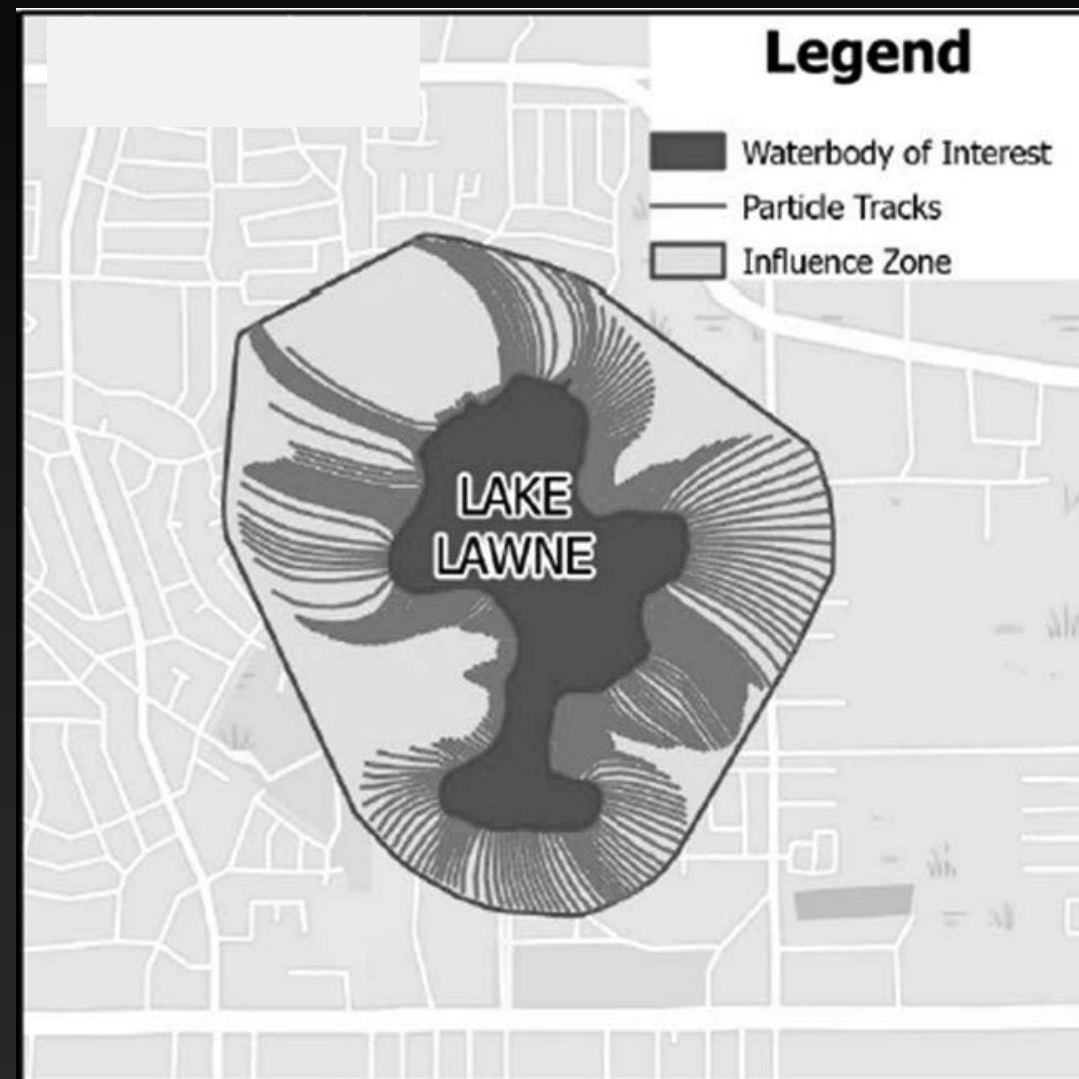 Legend
Waterbody of Interest
Particle Tracks
Influence Zone
LAKE
LAWNE